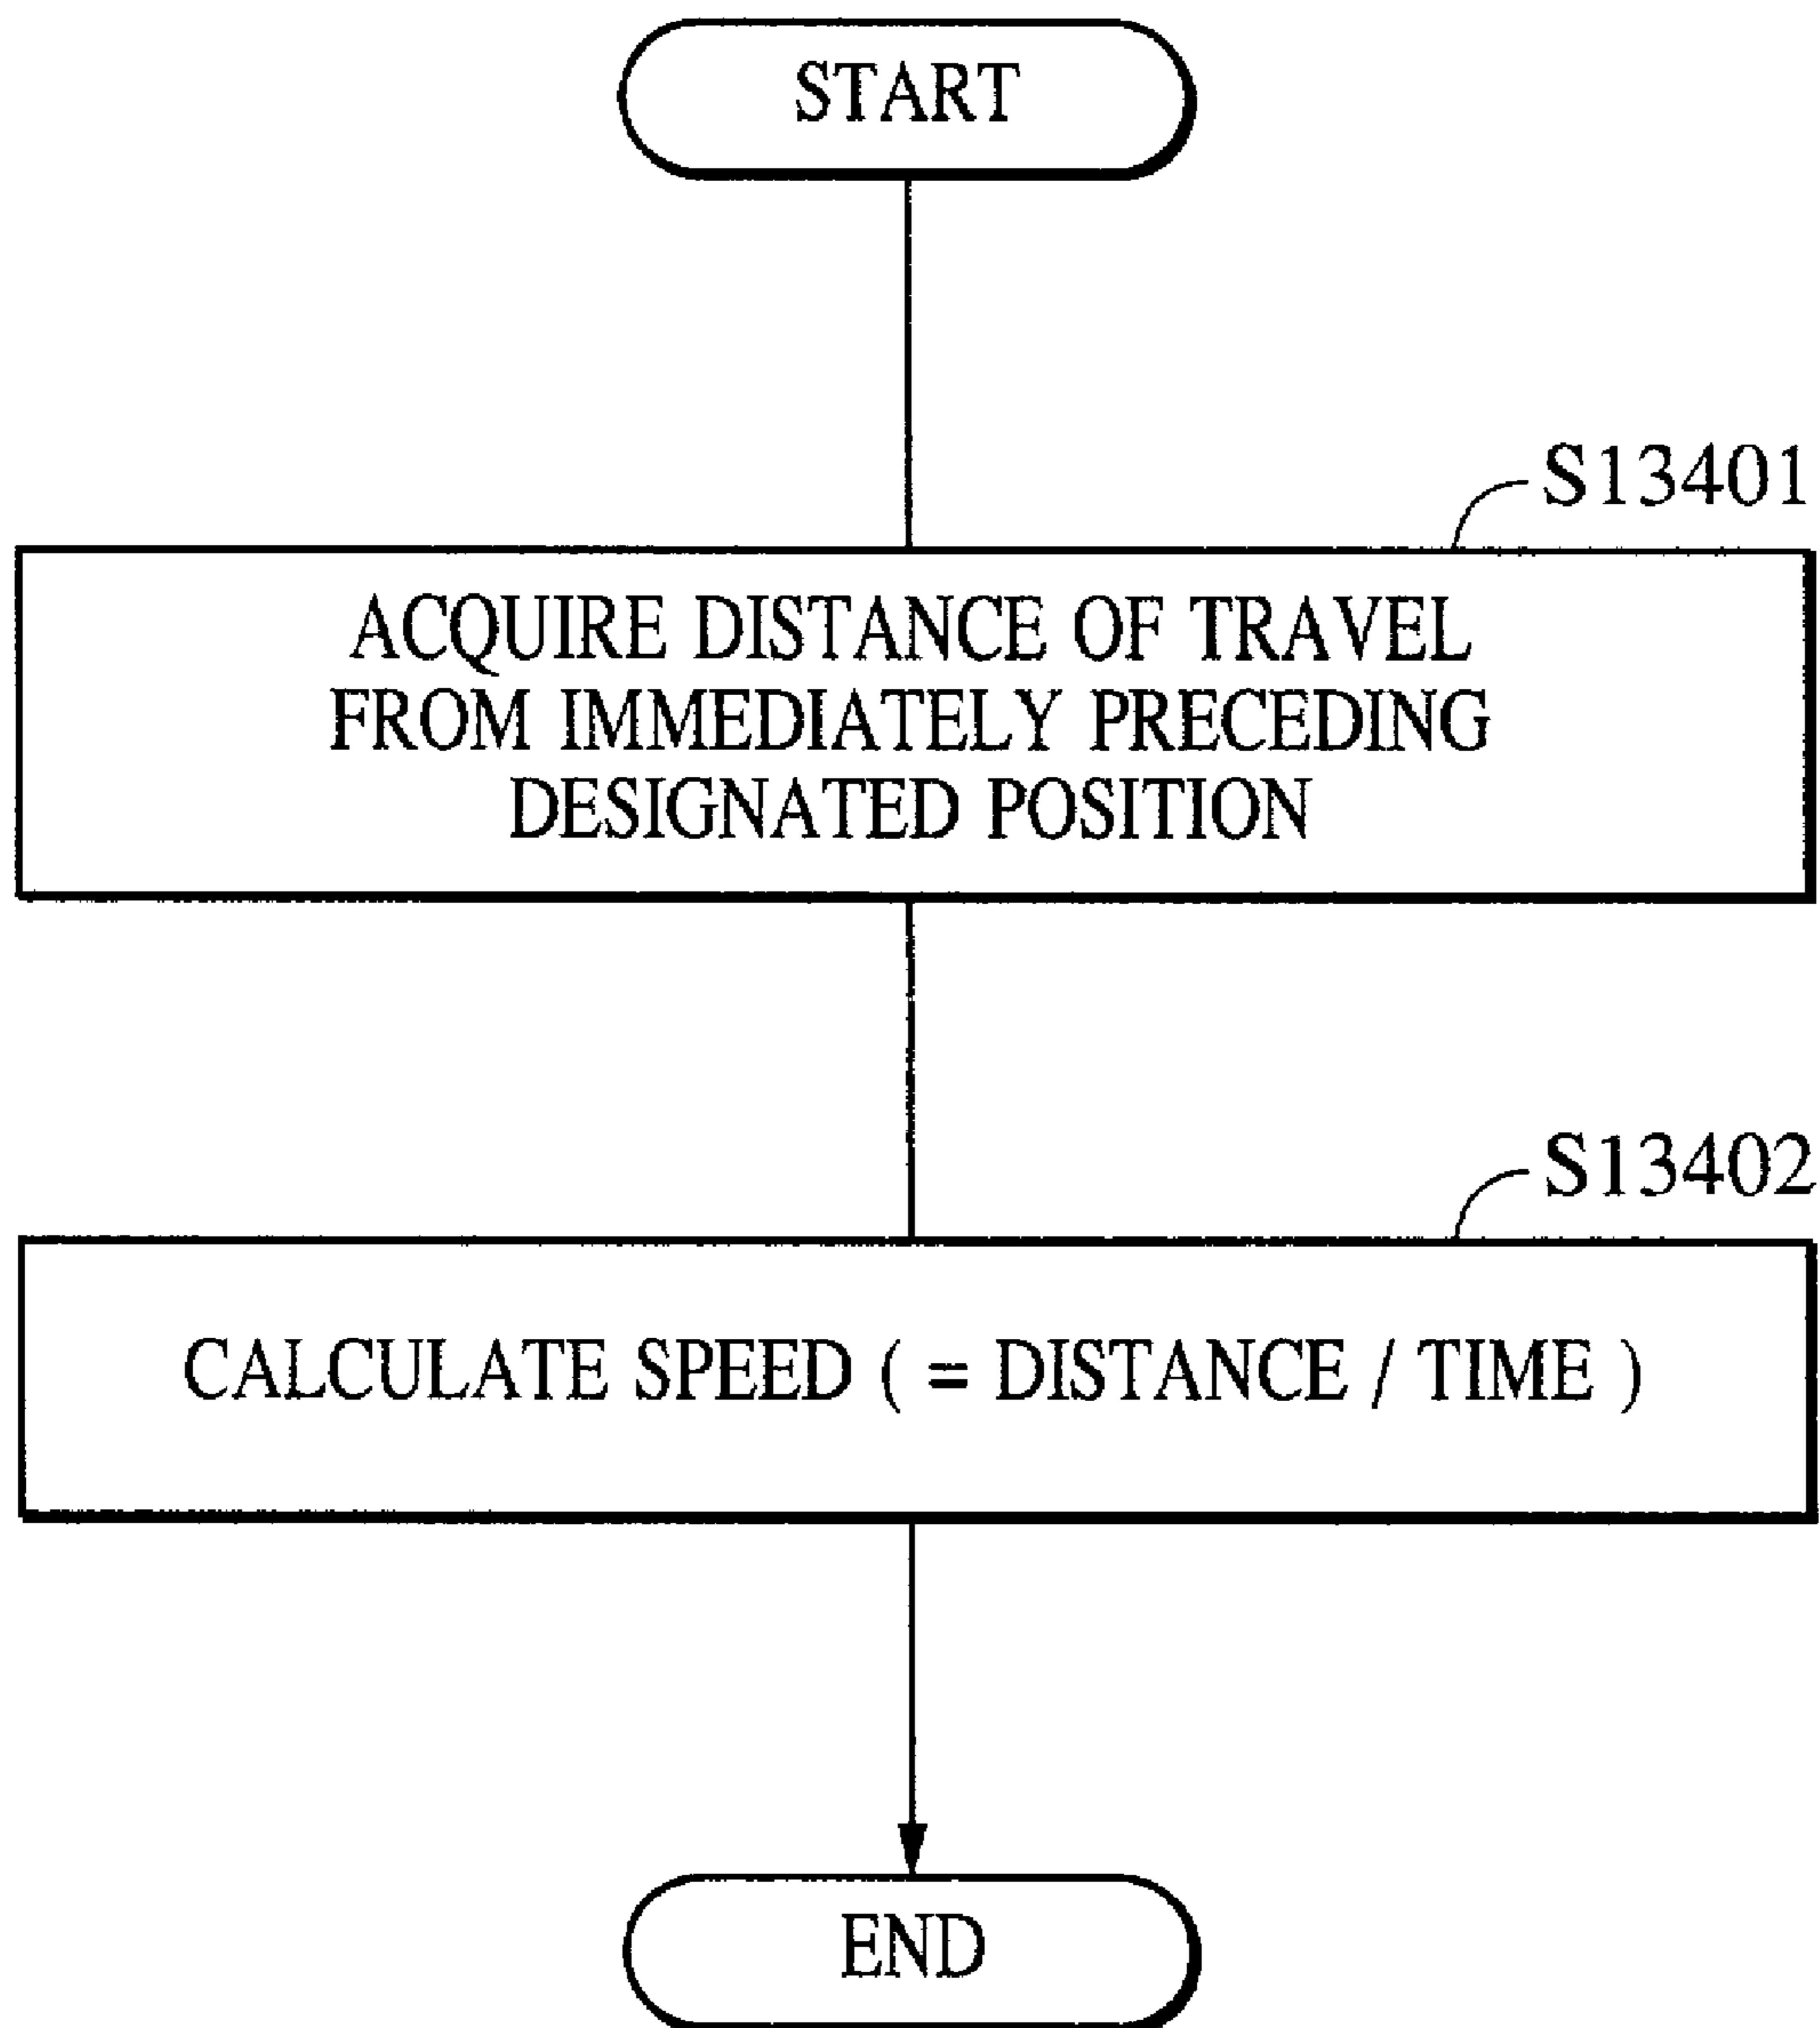 START
S13401
ACQUIRE DISTANCE OF TRAVEL
FROM IMMEDIATELY PRECEDING
DESIGNATED POSITION
S13402
CALCULATE SPEED ( = DISTANCE / TIME )
END